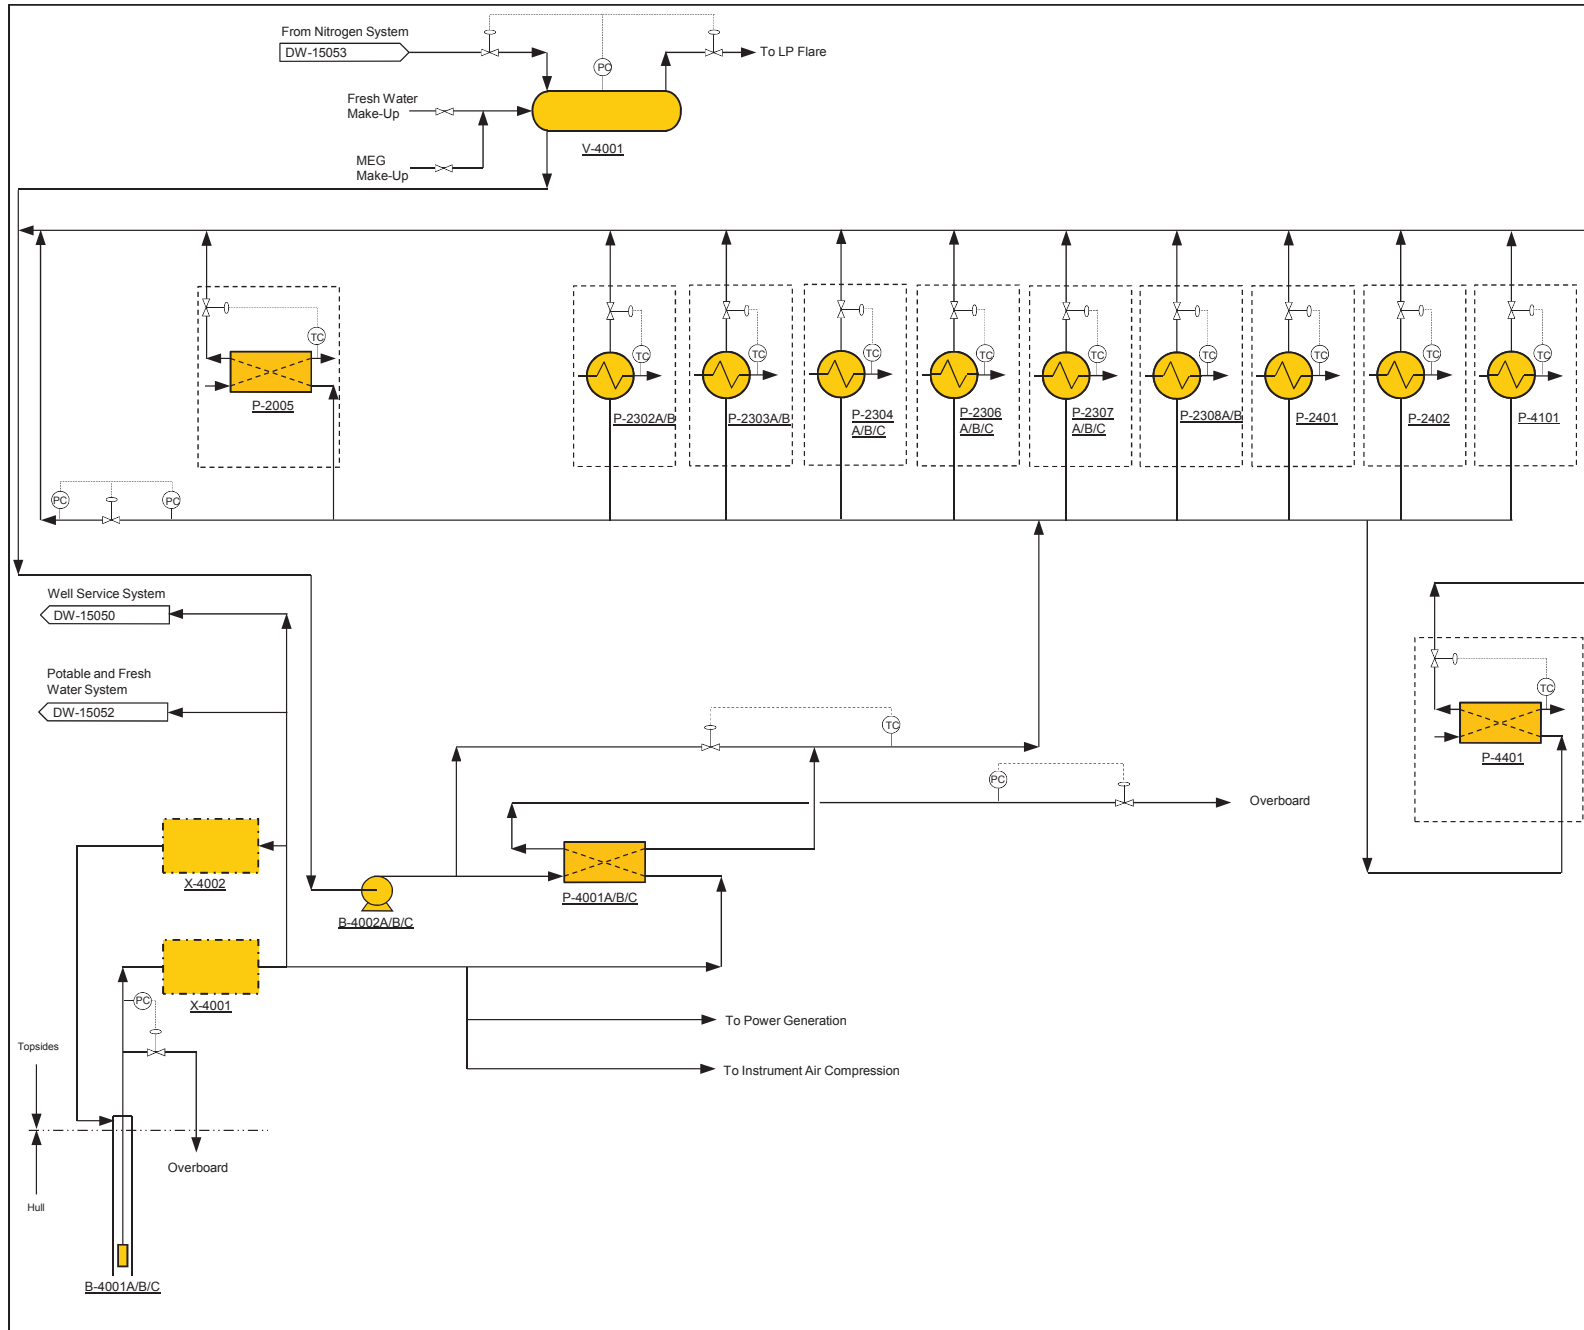 From Nitrogen System
DW-15053
To LP Flare
PC
Fresh Water
Make-Up
V-4001
MEG
Make-Up
TC
P-2005
TC
P-2302A/B
TC
P-2303A/B
TC
P-2304
A/B/C
TC
P-2306
A/B/C
TC
P-2307
A/B/C
TC
P-2308A/B
TC
P-2401
TC
P-2402
TC
P-4101
PC
PC
Well Service System
DW-15050
Potable and Fresh
Water System
DW-15052
TC
PC
Overboard
TC
P-4401
X-4002
B-4002A/B/C
P-4001A/B/C
X-4001
PC
To Power Generation
To Instrument Air Compression
Topsides
Overboard
Hull
B-4001A/B/C